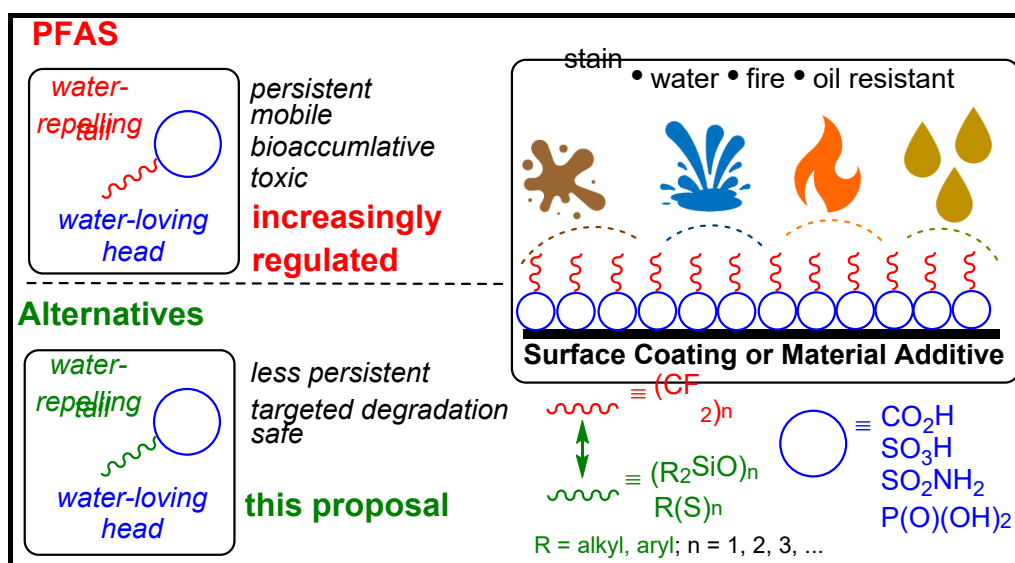 PFAS
water-
repelling
tail
water-loving
head
persistent
mobile
bioaccumlative
toxic
increasingly
regulated
Alternatives
water-
repelling
tail
water-loving
head
less persistent
targeted degradation
safe
this proposal
stain
• water • fire • oil resistant
Surface Coating or Material Additive
≡ (CF2)n
≡ (R2SiO)n
R(S)n
R = alkyl, aryl; n = 1, 2, 3, ...
≡ CO2H
SO3H
SO2NH2
P(O)(OH)2